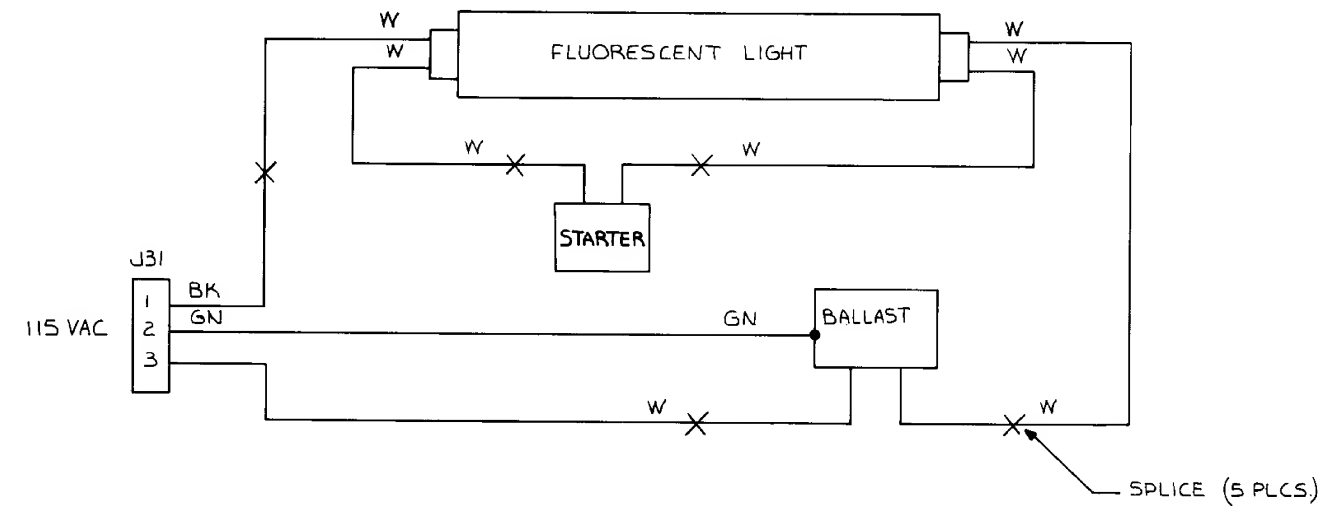 W
W
FLUORESCENT LIGHT
W
W
W
W
STARTER
J31
115 VAC
1 BK
2 GN
3
GN
BALLAST
W
W
SPLICE (5 PLCS.)